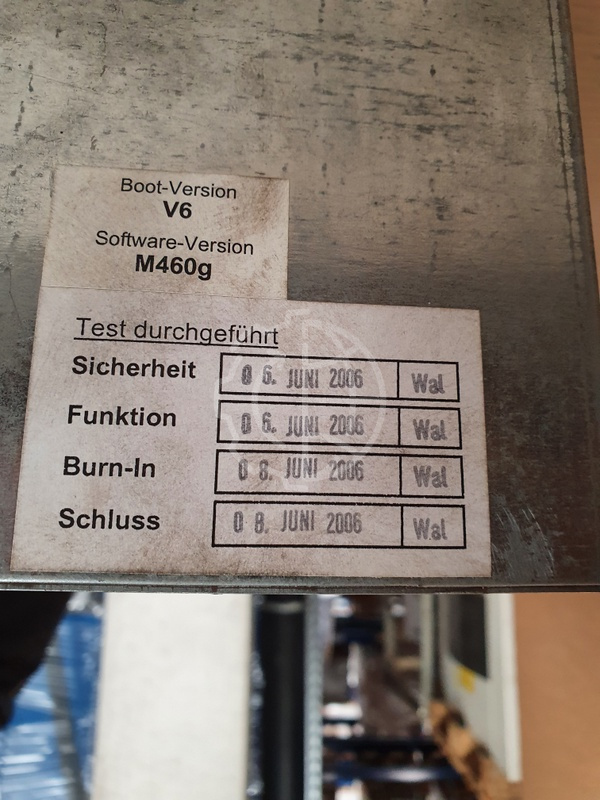 Boot-Version
V6
Software-Version
M460g
Test durchgeführt
Sicherheit 0 6. JUNI 2006 Wal
Funktion 0 6. JUNI 2006 Wal
Burn-In 0 8. JUNI 2006 Wal
Schluss 0 8. JUNI 2006 Wal